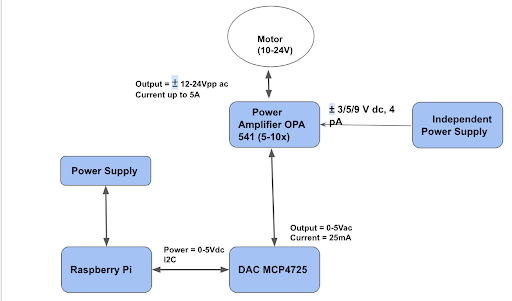 Motor
(10-24V)
Output = ± 12-24Vpp ac
Current up to 5A
Power
Amplifier OPA
541 (5-10x)
± 3/5/9 V dc, 4
pA
Independent
Power Supply
Power Supply
Output = 0-5Vac
Current = 25mA
Power = 0-5Vdc
I2C
Raspberry Pi
DAC MCP4725